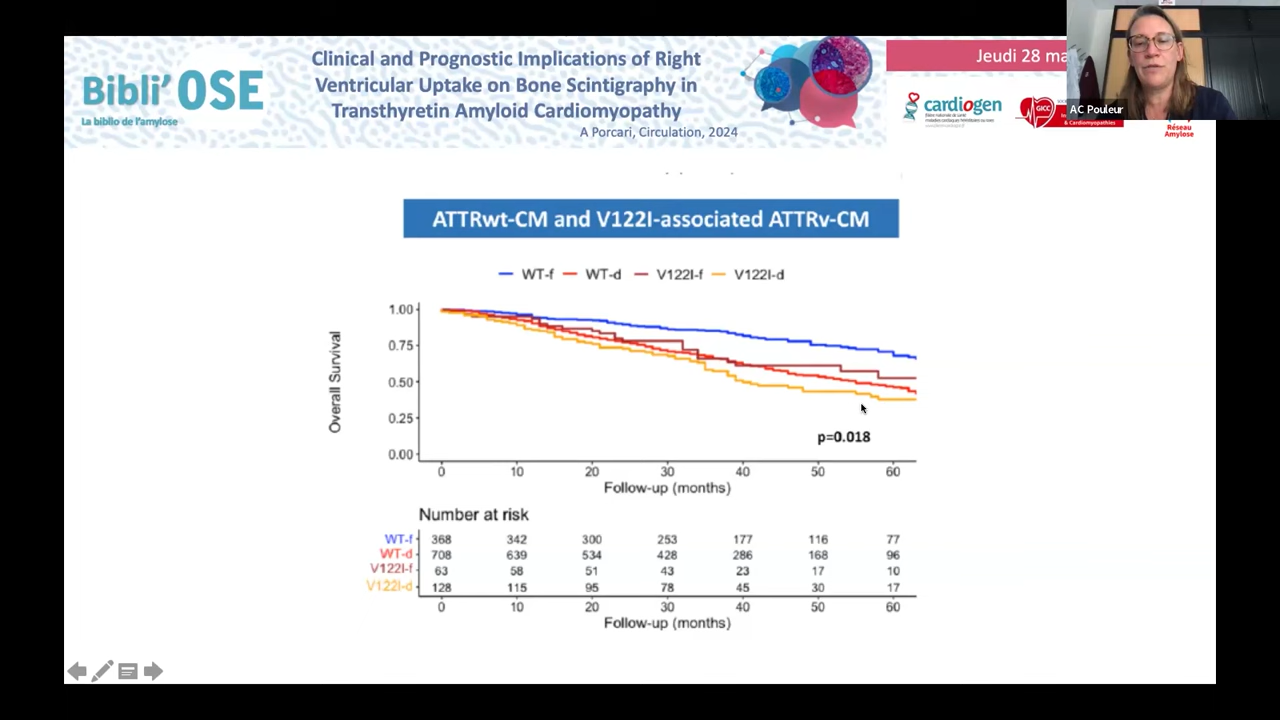 Bibli' OSE
La biblio de l'amylose
Clinical and Prognostic Implications of Right
Ventricular Uptake on Bone Scintigraphy in
Transthyretin Amyloid Cardiomyopathy
A Porcari, Circulation, 2024
Jeudi 28 ma
AC Pouleur
cardiogen
GICC
& Cardiomyopathies
Réseau
Amylose
ATTRwt-CM and V122I-associated ATTRv-CM
WT-f WT-d V122I-f V122I-d
Overall Survival
1.00
0.75
0.50
0.25
0.00
p=0.018
0 10 20 30 40 50 60
Follow-up (months)
Number at risk
WT-f 368 342 300 253 177 116 77
WT-d 708 639 534 428 286 168 96
V122I-f 63 58 51 43 23 17 10
V122I-d 128 115 95 78 45 30 17
0 10 20 30 40 50 60
Follow-up (months)